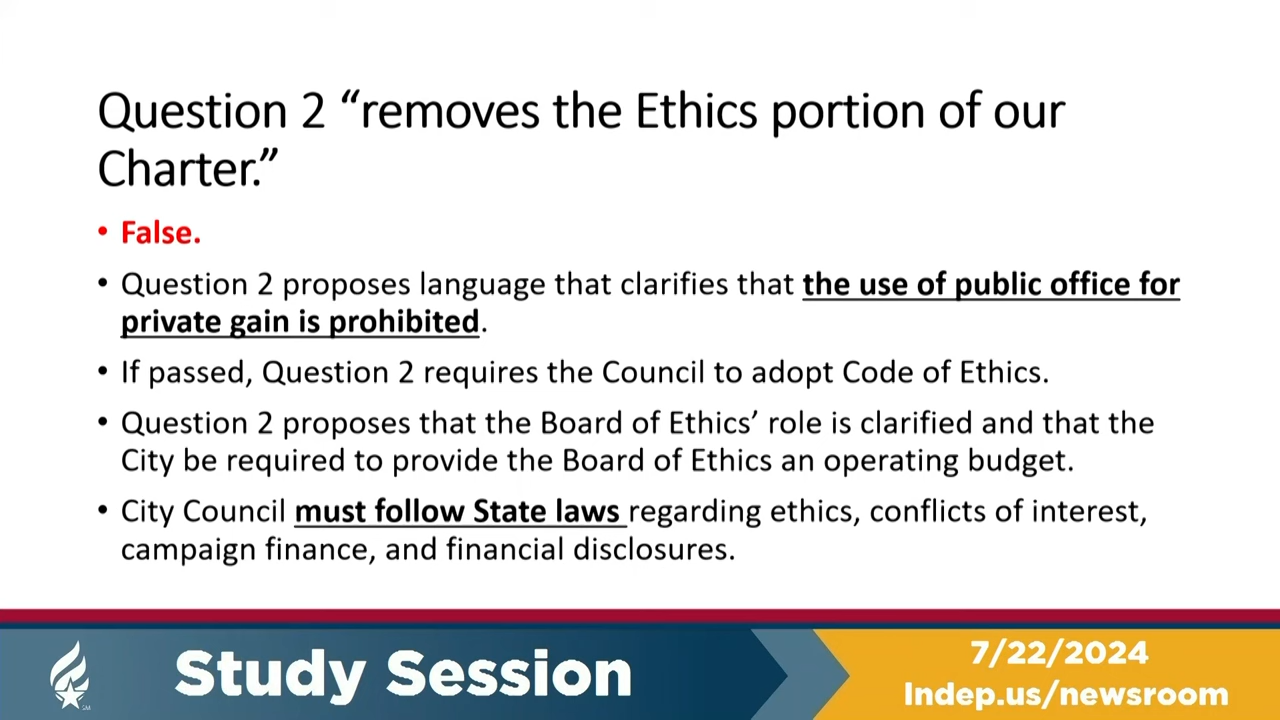 Question 2 “removes the Ethics portion of our
Charter.”
• False.
• Question 2 proposes language that clarifies that the use of public office for
private gain is prohibited.
• If passed, Question 2 requires the Council to adopt Code of Ethics.
• Question 2 proposes that the Board of Ethics’ role is clarified and that the
City be required to provide the Board of Ethics an operating budget.
• City Council must follow State laws regarding ethics, conflicts of interest,
campaign finance, and financial disclosures.
Study Session
7/22/2024
Indep.us/newsroom
SM